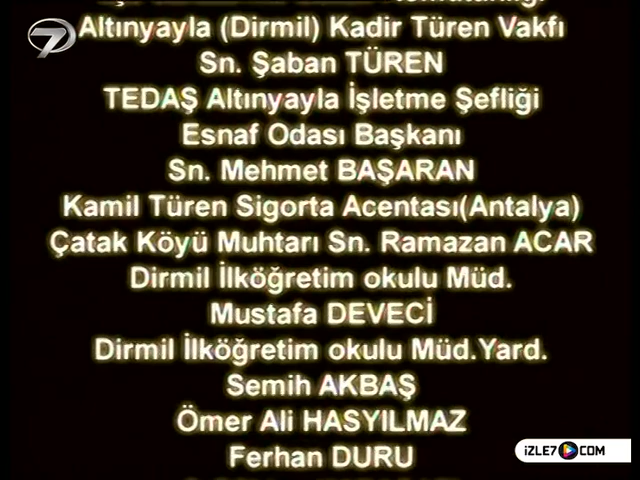 Altınyayla (Dirmil) Kadir Türen Vakfı
Sn. Şaban TÜREN
TEDAŞ Altınyayla İşletme Şefliği
Esnaf Odası Başkanı
Sn. Mehmet BAŞARAN
Kamil Türen Sigorta Acentası(Antalya)
Çatak Köyü Muhtarı Sn. Ramazan ACAR
Dirmil İlköğretim okulu Müd.
Mustafa DEVECİ
Dirmil İlköğretim okulu Müd.Yard.
Semih AKBAŞ
Ömer Ali HASYILMAZ
Ferhan DURU
7
iZLE7.COM